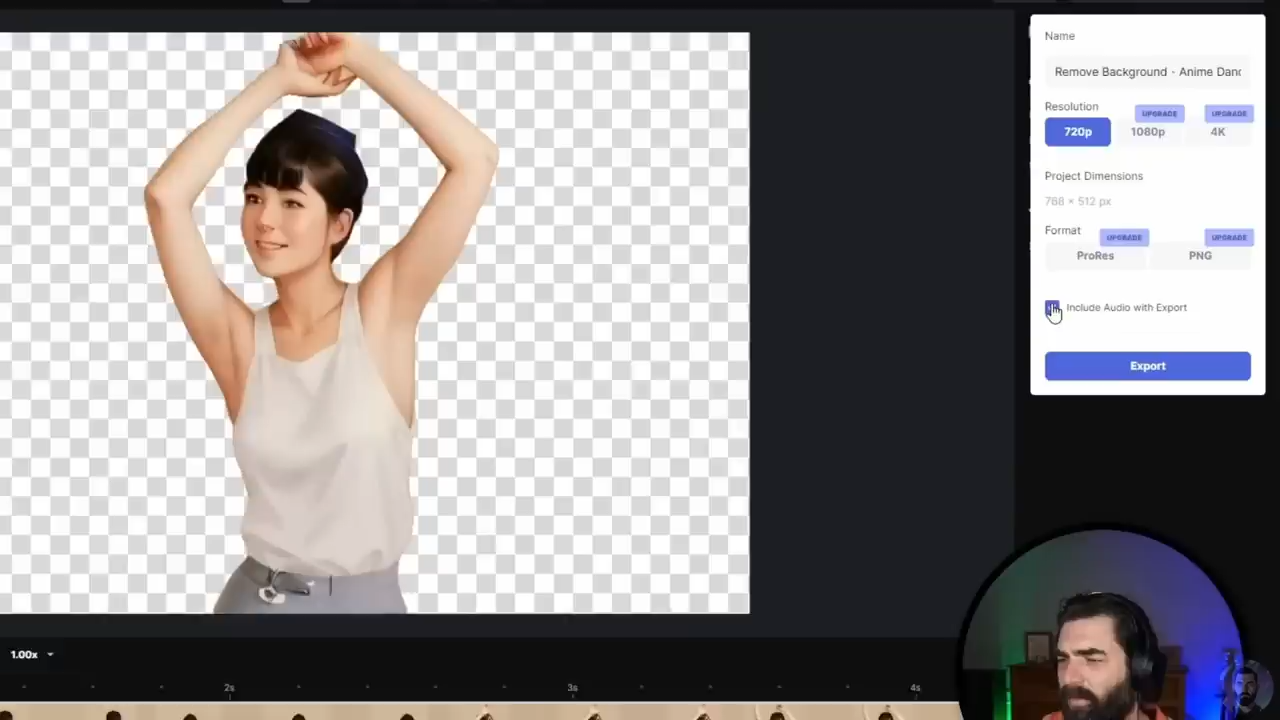 Name
Remove Background - Anime Danc
Resolution
UPGRADE UPGRADE
720p 1080p 4K
Project Dimensions
768 × 512 px
Format
UPGRADE UPGRADE
ProRes PNG
Include Audio with Export
Export
1.00x
2s 3s 4s